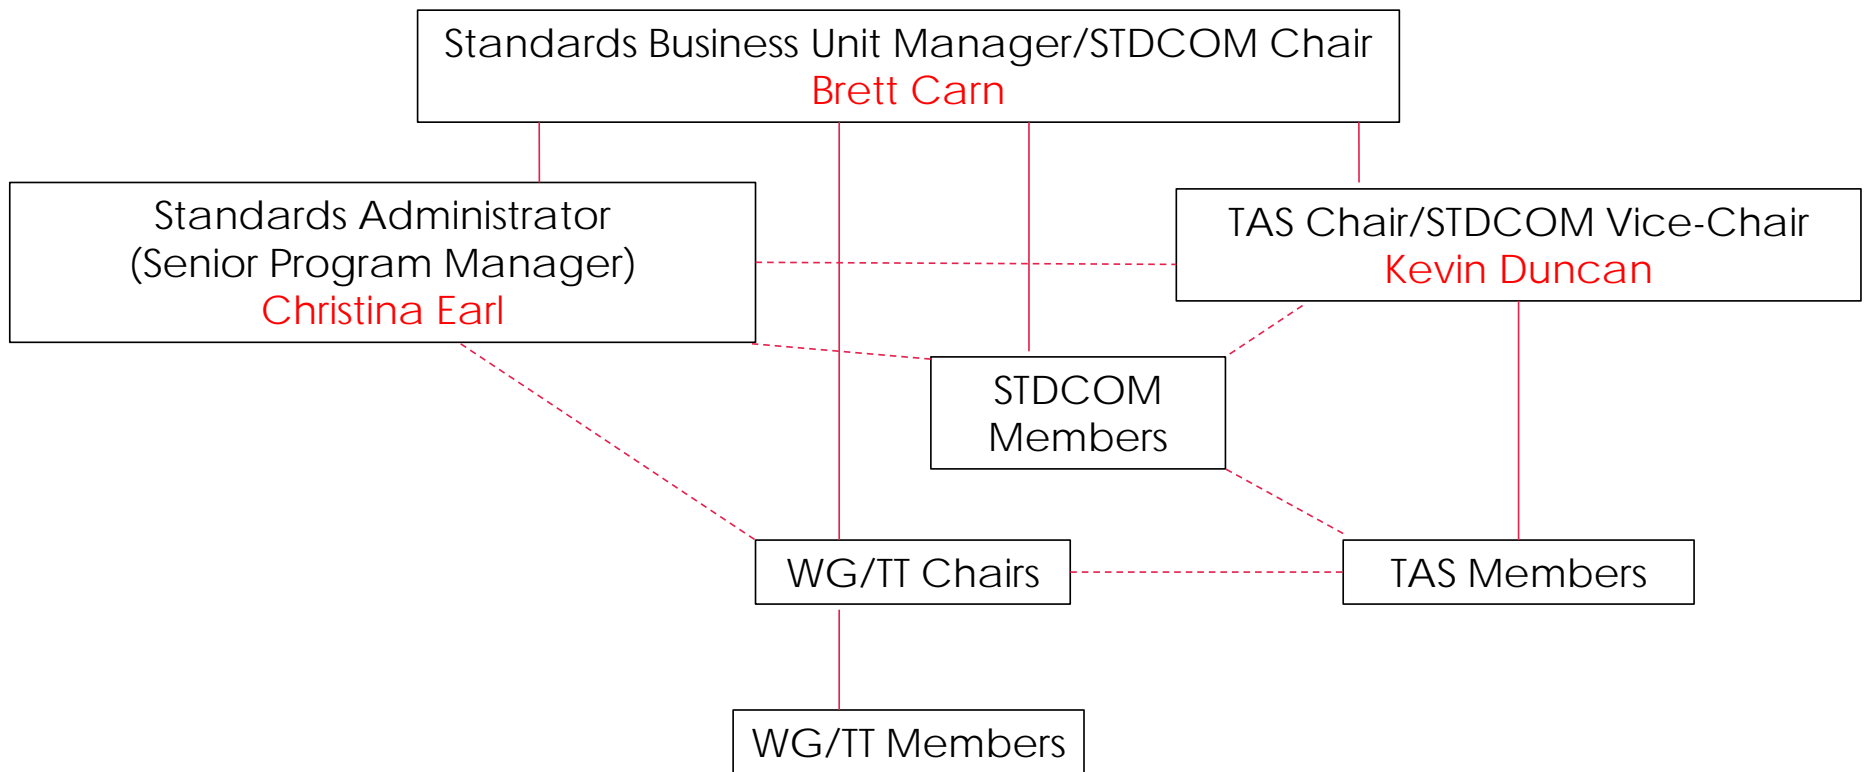 Standards Business Unit Manager/STDCOM Chair
Brett Carn
Standards Administrator
(Senior Program Manager)
Christina Earl
TAS Chair/STDCOM Vice-Chair
Kevin Duncan
STDCOM
Members
WG/TT Chairs
TAS Members
WG/TT Members